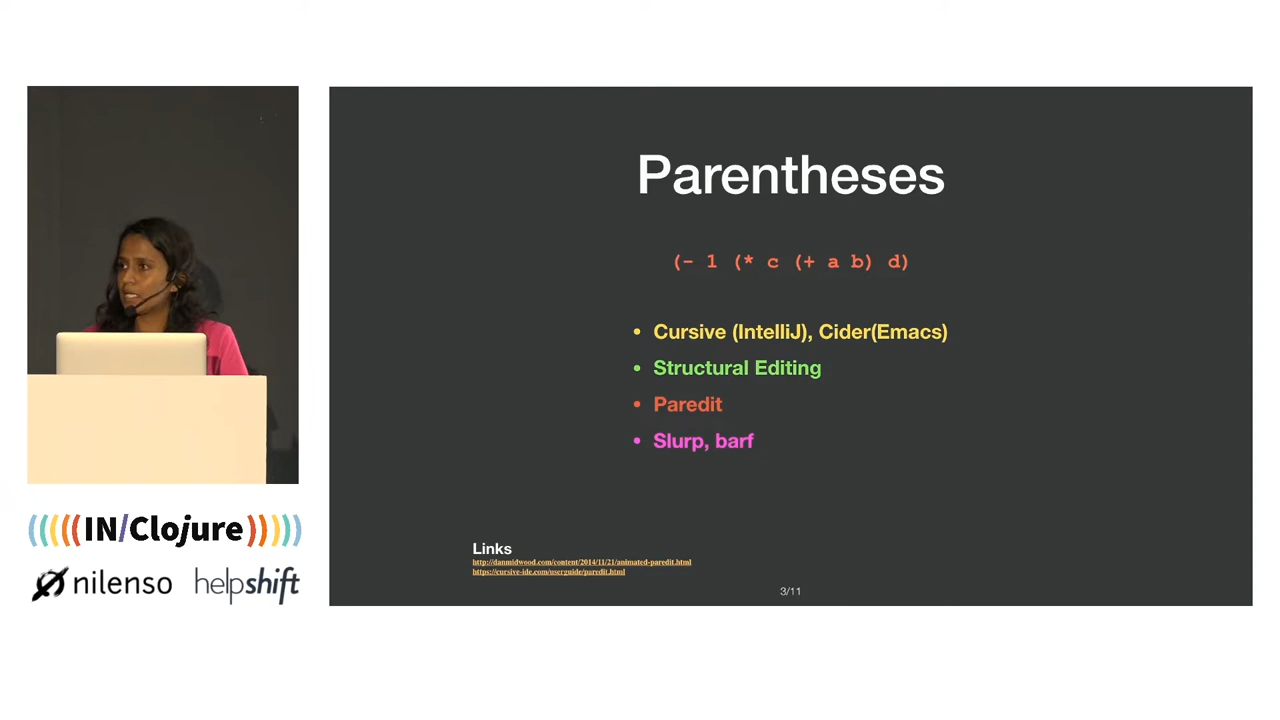 Parentheses
(- 1 (* c (+ a b) d)
• Cursive (IntelliJ), Cider(Emacs)
• Structural Editing
• Paredit
• Slurp, barf
Links
http://danmidwood.com/content/2014/11/21/animated-paredit.html
https://cursive-ide.com/userguide/paredit.html
3/11
(((((IN/Clojure)))))
nilenso helpshift